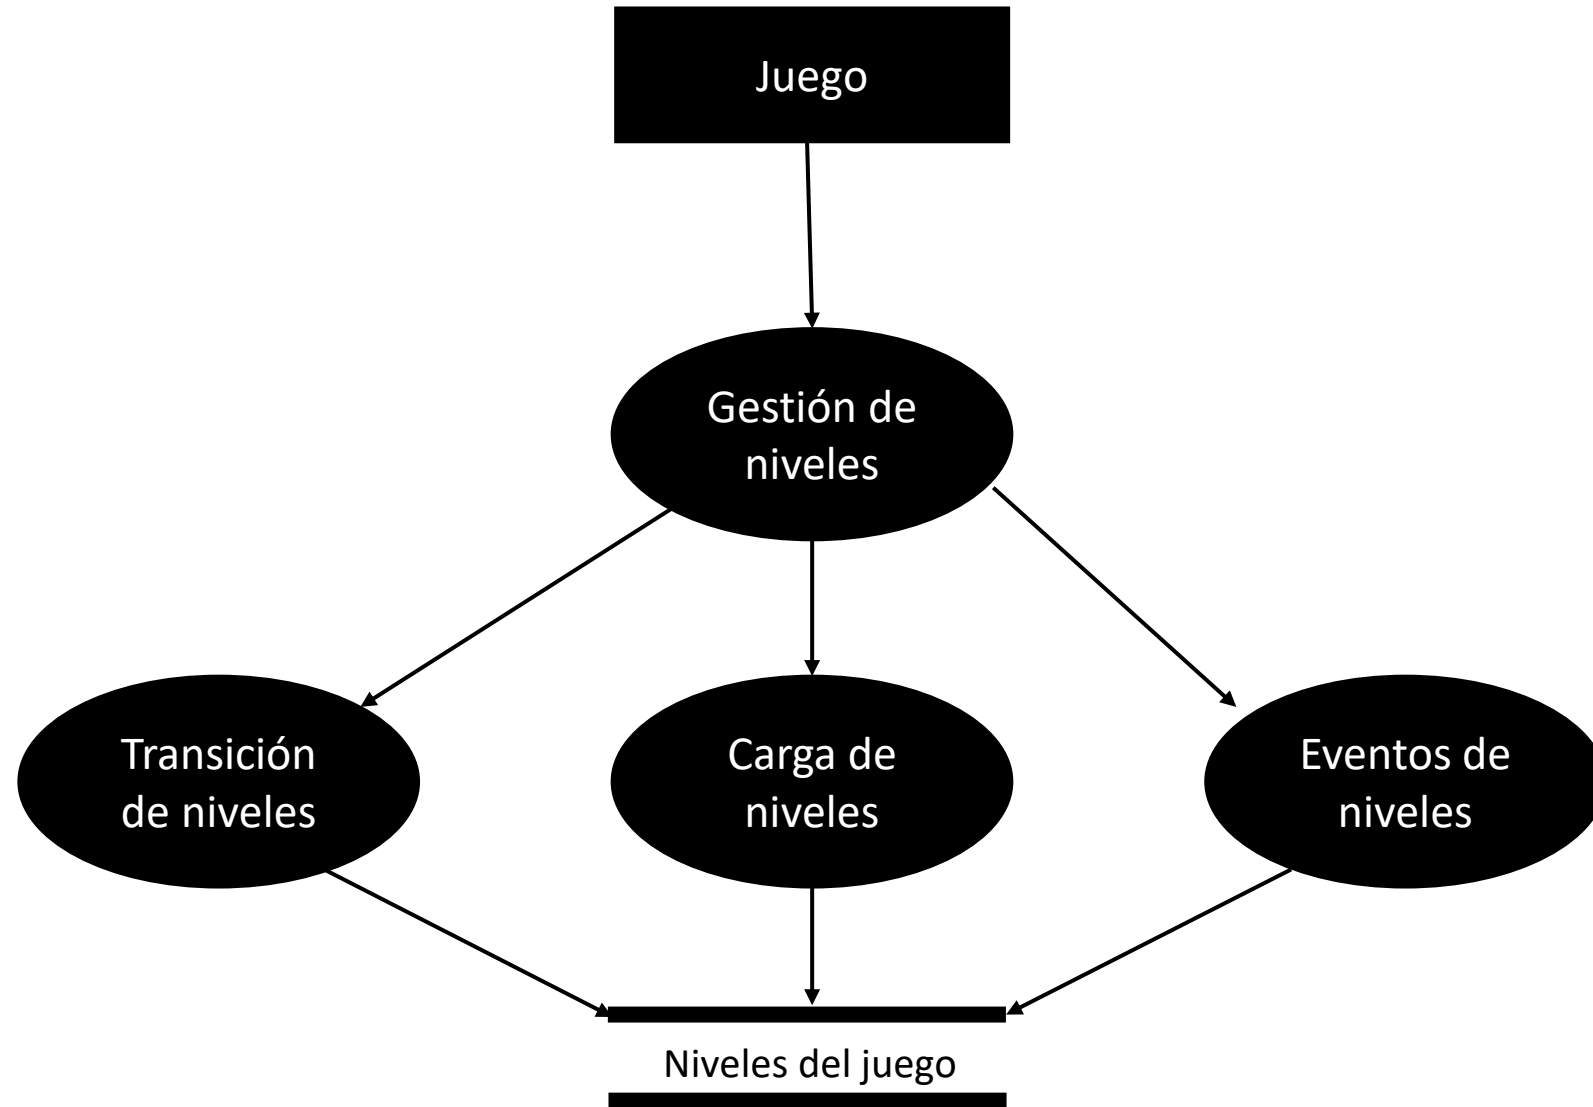 Juego
Gestión de
niveles
Transición
de niveles
Carga de
niveles
Eventos de
niveles
Niveles del juego